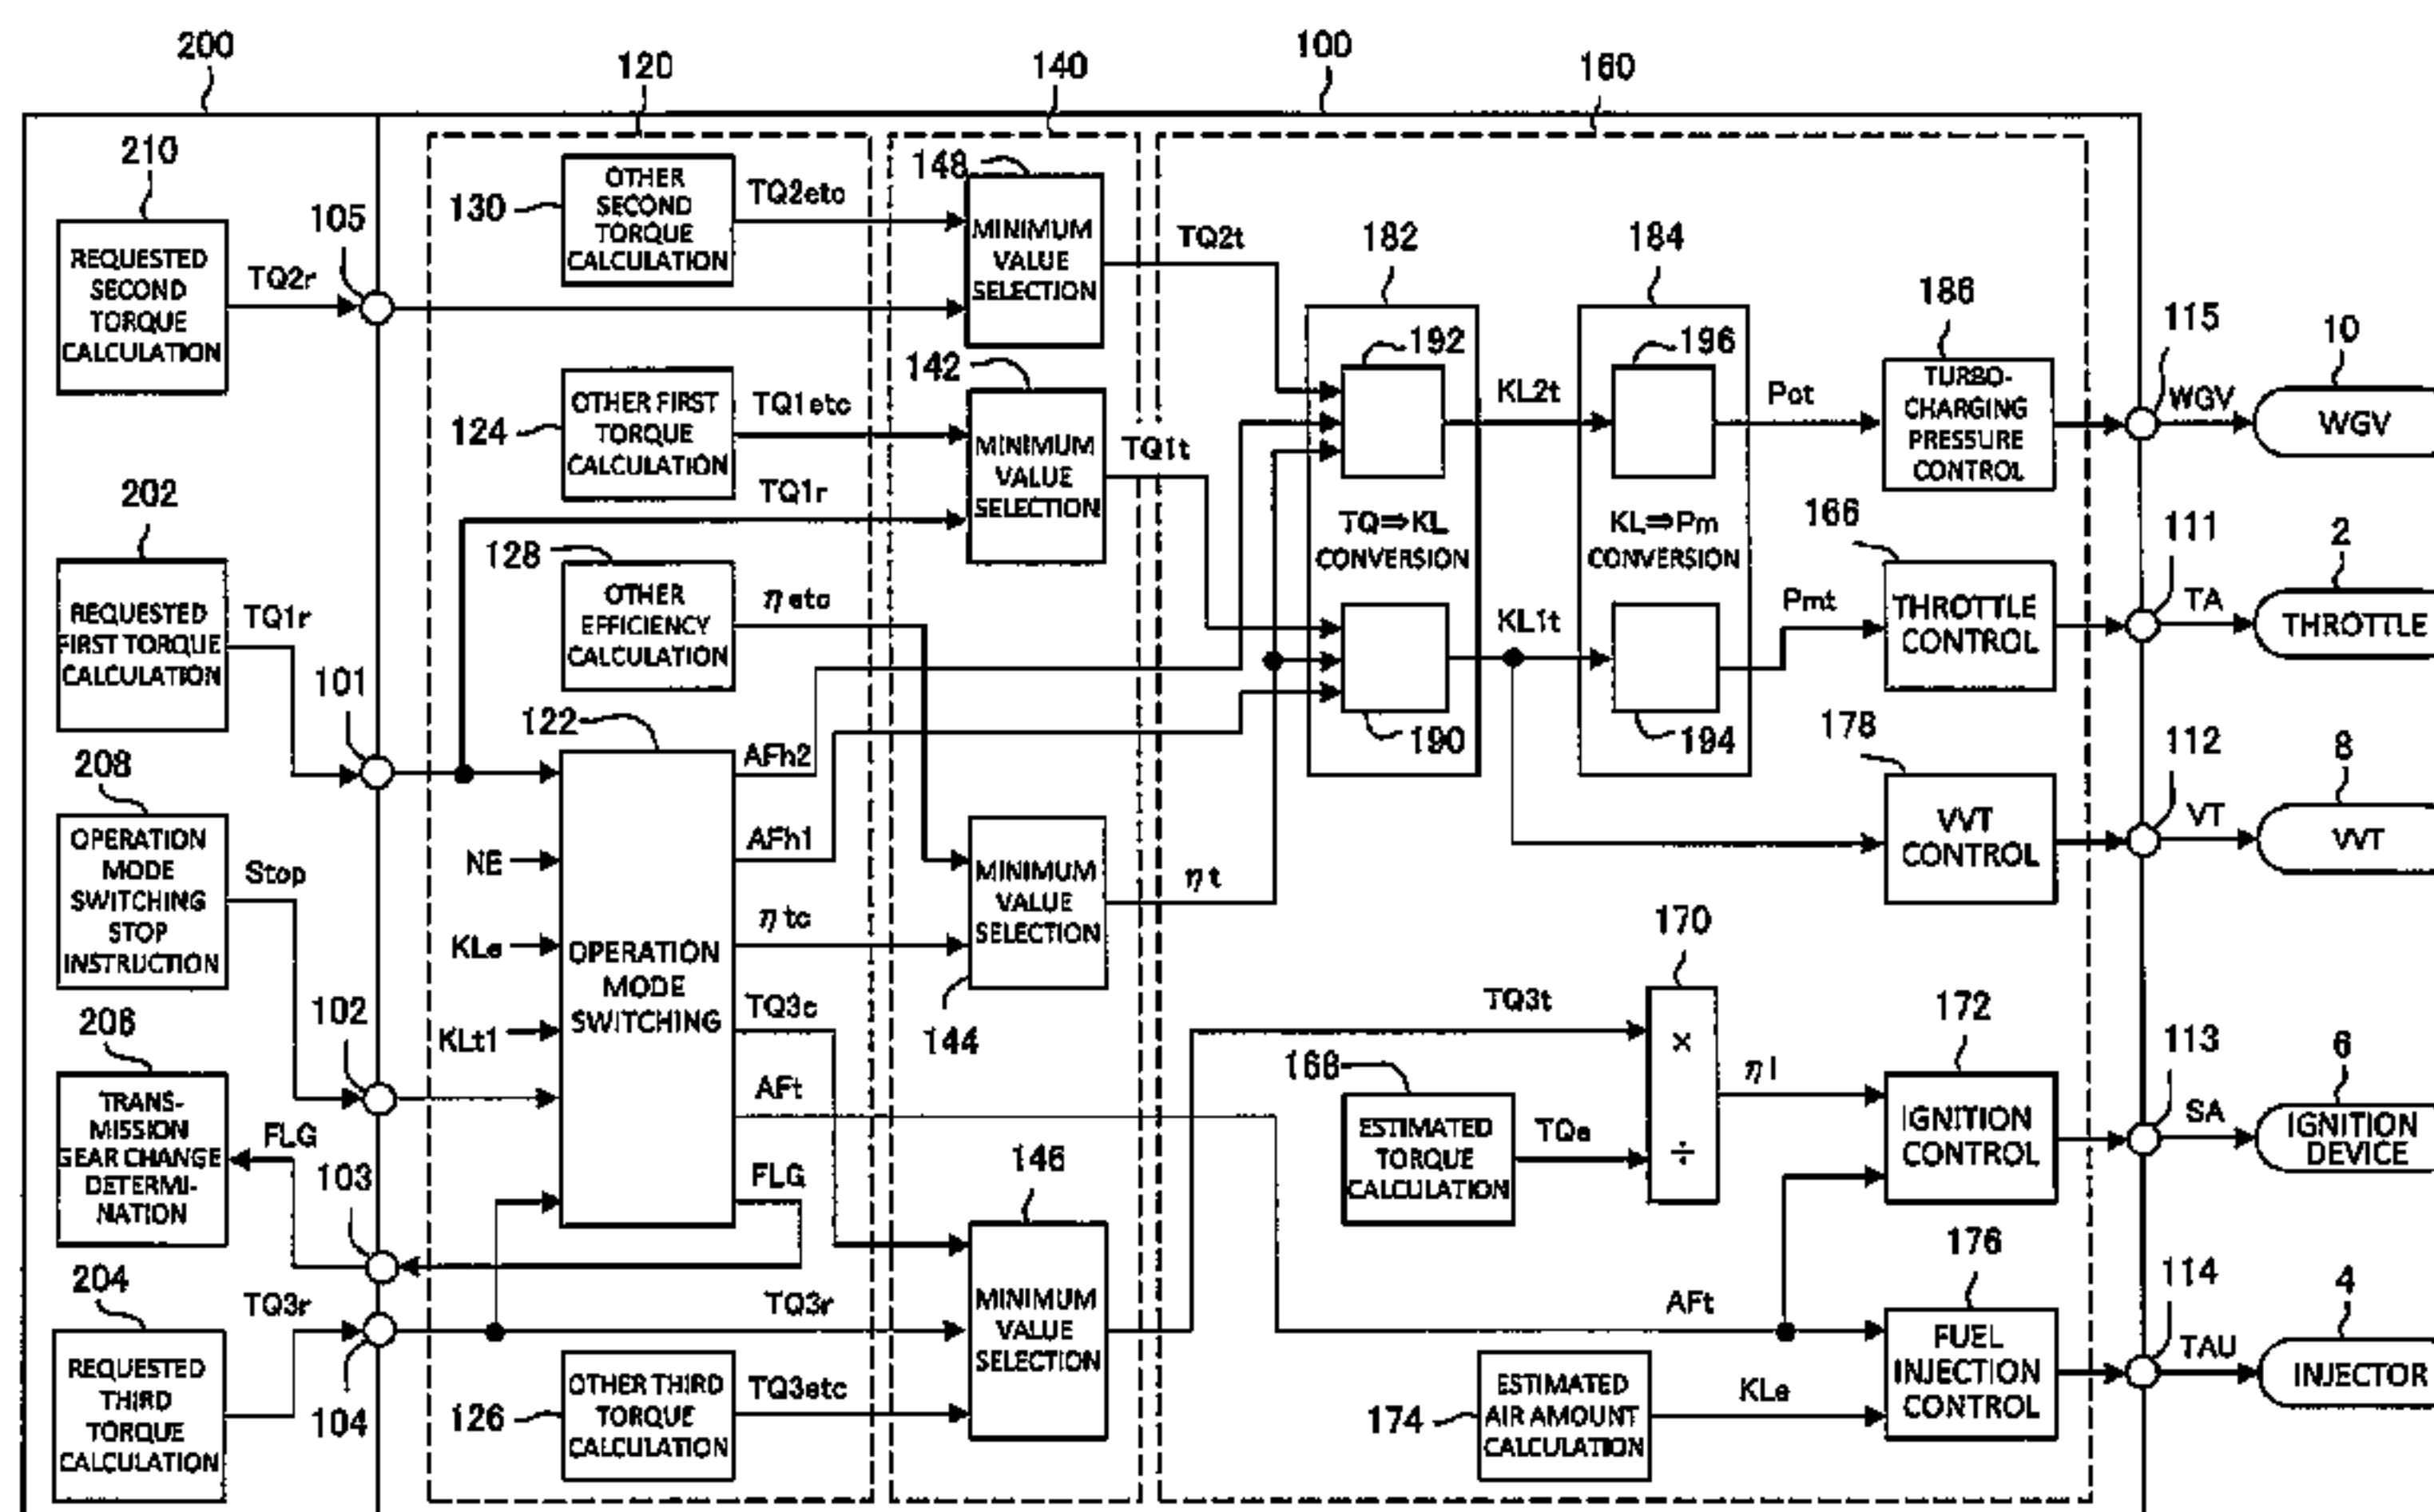 200
120
140
100
160
210
REQUESTED
SECOND
TORQUE
CALCULATION
TQ2r
105
130
OTHER
SECOND
TORQUE
CALCULATION
TQ2etc
148
MINIMUM
VALUE
SELECTION
TQ2t
182
184
192
196
KL2t
Pct
TQ⇒KL
CONVERSION
KL⇒Pm
CONVERSION
186
TURBO-
CHARGING
PRESSURE
CONTROL
115
WGV
10
WGV
124
OTHER FIRST
TORQUE
CALCULATION
TQ1etc
TQ1r
142
MINIMUM
VALUE
SELECTION
TQ1t
202
REQUESTED
FIRST TORQUE
CALCULATION
TQ1r
101
128
OTHER
EFFICIENCY
CALCULATION
ηetc
190
194
KL1t
Pmt
166
THROTTLE
CONTROL
111
TA
2
THROTTLE
208
OPERATION
MODE
SWITCHING
STOP
INSTRUCTION
Stop
102
122
NE
KLe
KLt1
OPERATION
MODE
SWITCHING
AFh2
AFh1
ηtc
TQ3c
AFt
FLG
MINIMUM
VALUE
SELECTION
144
ηt
178
VVT
CONTROL
112
VT
8
VVT
206
TRANS-
MISSION
GEAR CHANGE
DETERMI-
NATION
FLG
103
TQ3t
170
×
÷
168
ESTIMATED
TORQUE
CALCULATION
TQe
ηi
172
IGNITION
CONTROL
113
SA
6
IGNITION
DEVICE
204
REQUESTED
THIRD
TORQUE
CALCULATION
TQ3r
104
TQ3r
126
OTHER THIRD
TORQUE
CALCULATION
TQ3etc
146
MINIMUM
VALUE
SELECTION
AFt
174
ESTIMATED
AIR AMOUNT
CALCULATION
KLe
176
FUEL
INJECTION
CONTROL
114
TAU
4
INJECTOR